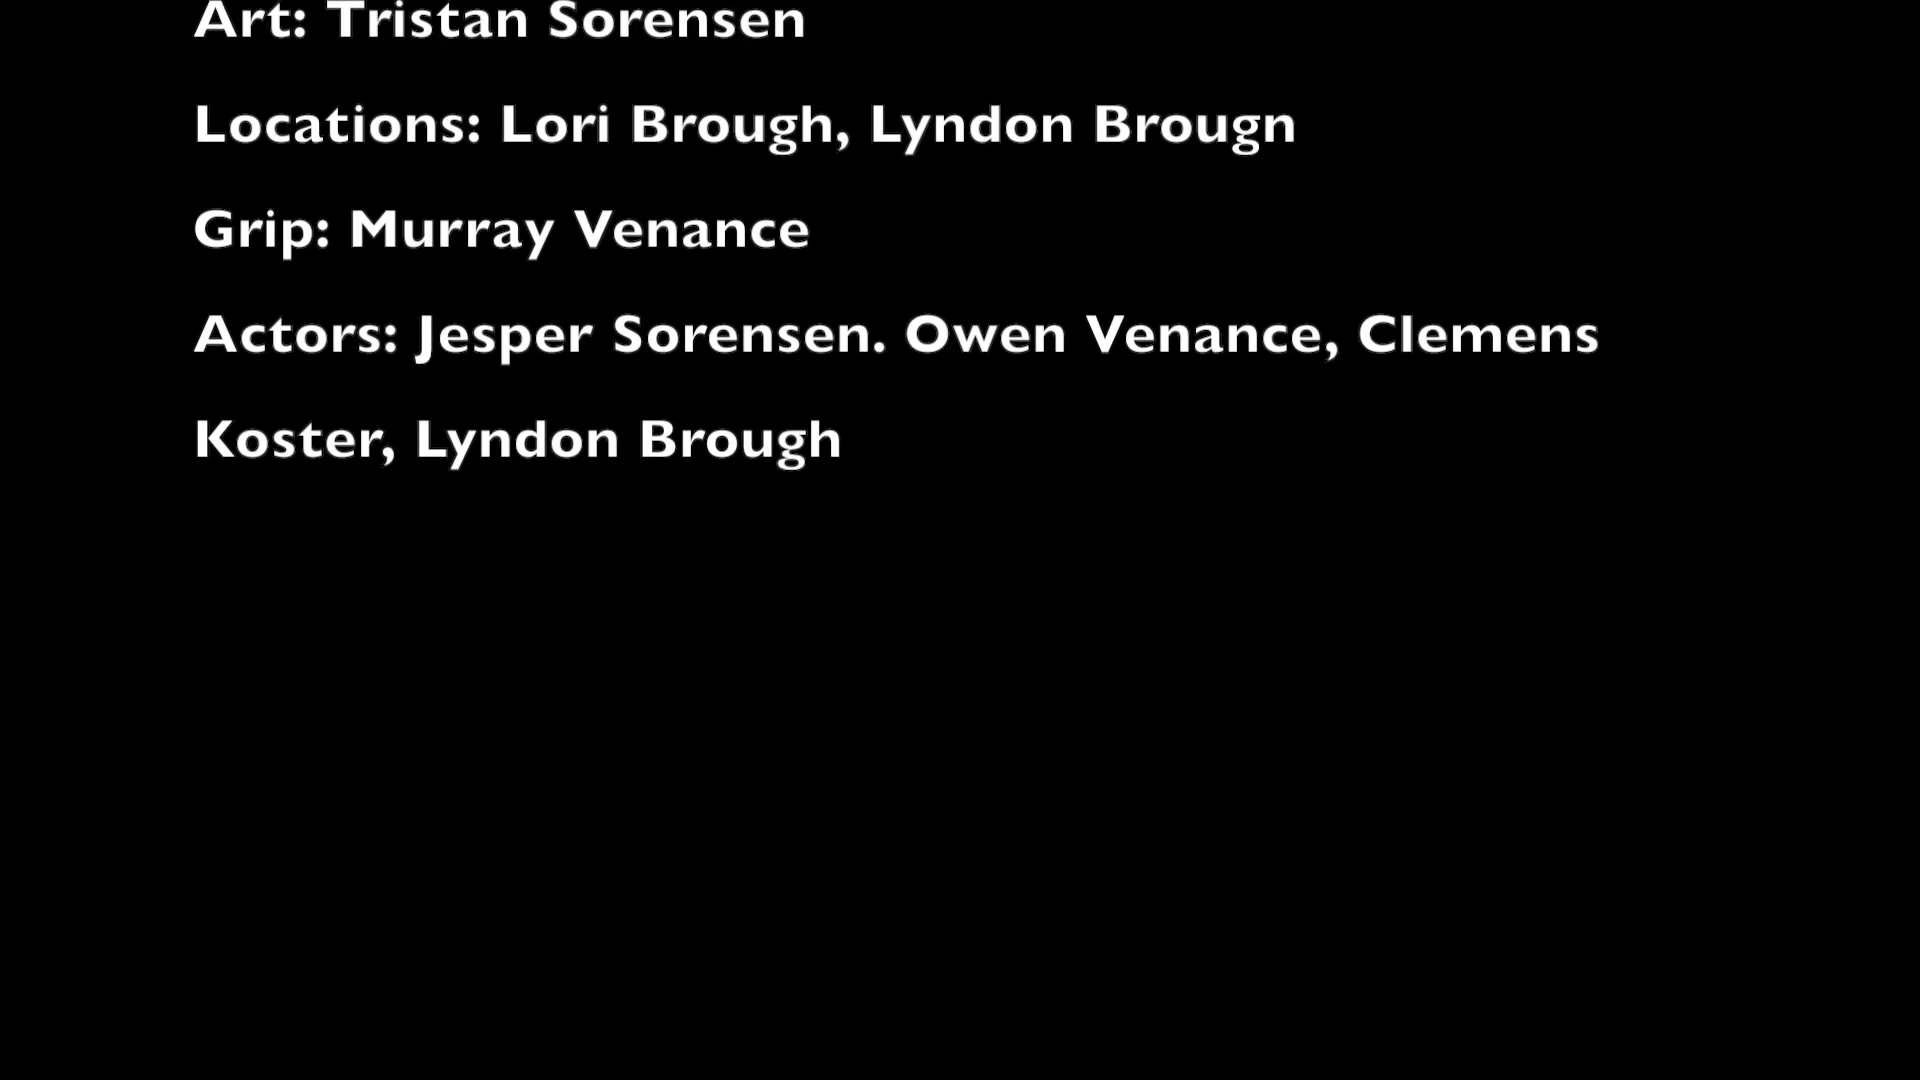 Art: Tristan Sorensen
Locations: Lori Brough, Lyndon Brougn
Grip: Murray Venance
Actors: Jesper Sorensen. Owen Venance, Clemens
Koster, Lyndon Brough